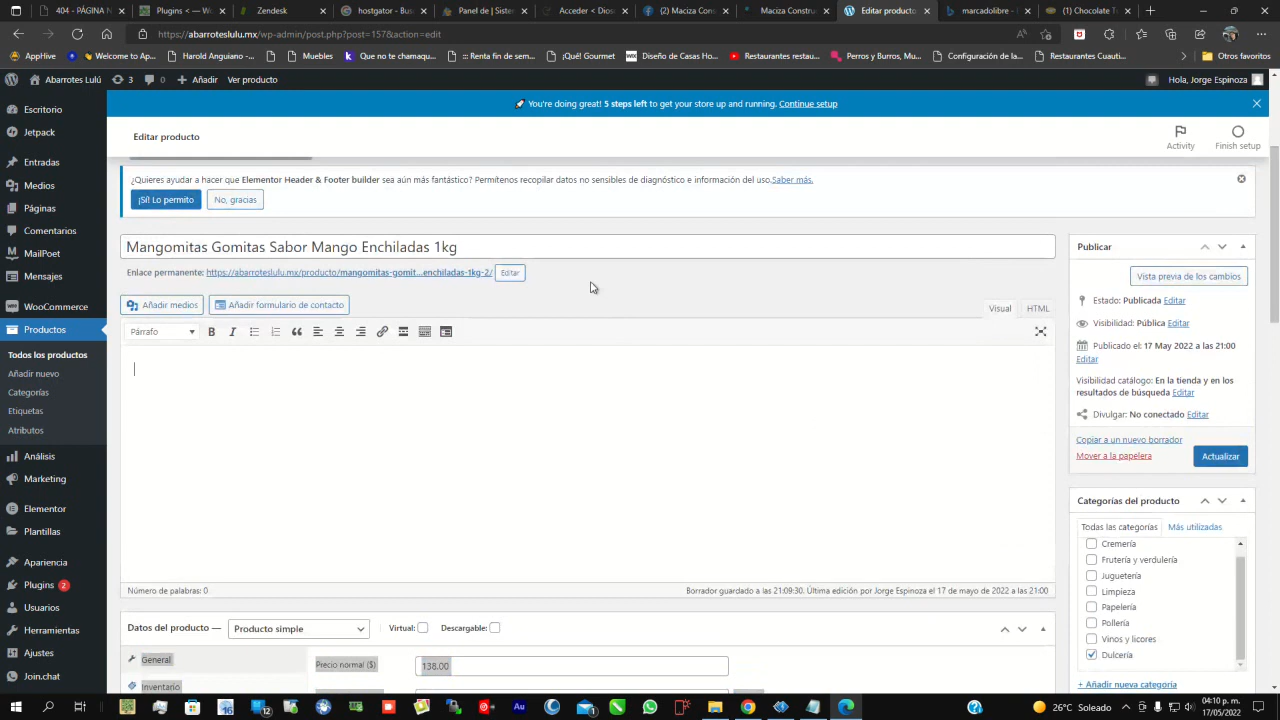 404 - PÁGINA N
Plugins < — W
Zendesk
hostgator - Bus
Panel de | Sister
Acceder < Dios
(2) Maciza Con
Maciza Constru
Editar producto
marcadolibre -
(1) Chocolate T
https://abarroteslulu.mx/wp-admin/post.php?post=157&action=edit
AppHive
Welcome to App...
Harold Anguiano -...
Muebles
Que no te chamaqu...
::: Renta fin de sem...
¡Qué! Gourmet
Diseño de Casas Ho...
Restaurantes restau...
Perros y Burros, Mu...
Configuración de la...
Restaurantes Cuauti...
Otros favoritos
Abarrotes Lulú
3
0
Añadir
Ver producto
Hola, Jorge Espinoza
You're doing great! 5 steps left to get your store up and running. Continue setup
Escritorio
Jetpack
Entradas
Medios
Páginas
Comentarios
MailPoet
Mensajes
WooCommerce
Productos
Todos los productos
Añadir nuevo
Categorías
Etiquetas
Atributos
Análisis
Marketing
Elementor
Plantillas
Apariencia
Plugins 2
Usuarios
Herramientas
Ajustes
Join.chat
Editar producto
Activity
Finish setup
¿Quieres ayudar a hacer que Elementor Header & Footer builder sea aún más fantástico? Permítenos recopilar datos no sensibles de diagnóstico e información del uso. Saber más.
¡Sí! Lo permito
No, gracias
Mangomitas Gomitas Sabor Mango Enchiladas 1kg
Enlace permanente: https://abarroteslulu.mx/producto/mangomitas-gomit...enchiladas-1kg-2/ Editar
Añadir medios
Añadir formulario de contacto
Visual
HTML
Párrafo
B I
Número de palabras: 0
Borrador guardado a las 21:09:30. Última edición por Jorge Espinoza el 17 de mayo de 2022 a las 21:00
Datos del producto —
Producto simple
Virtual:
Descargable:
General
Precio normal ($)
138.00
Inventario
Publicar
Vista previa de los cambios
Estado: Publicada Editar
Visibilidad: Pública Editar
Publicado el: 17 May 2022 a las 21:00
Editar
Visibilidad catálogo: En la tienda y en los
resultados de búsqueda Editar
Divulgar: No conectado Editar
Copiar a un nuevo borrador
Mover a la papelera
Actualizar
Categorías del producto
Todas las categorías
Más utilizadas
Cremería
Frutería y verdulería
Juguetería
Limpieza
Papelería
Pollería
Vinos y licores
Dulcería
+ Añadir nueva categoría
26°C Soleado
04:10 p. m.
17/05/2022